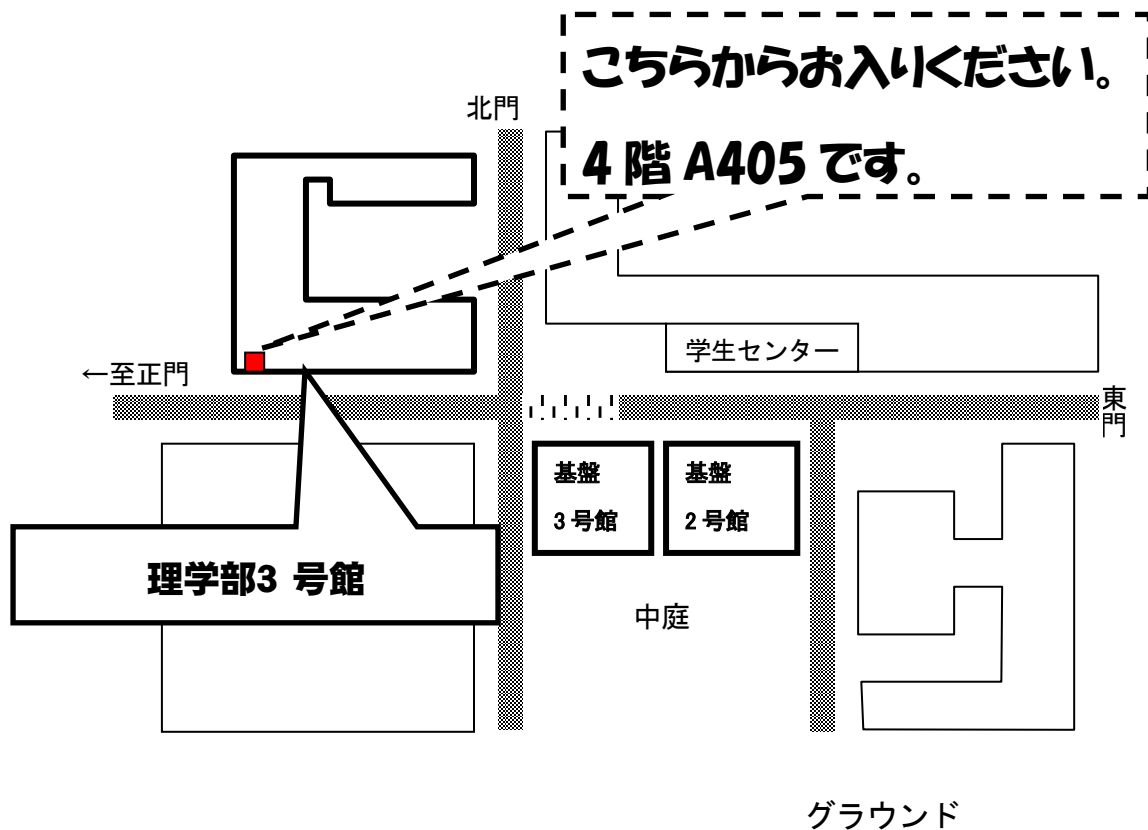 こちらからお入りください。
4 階 A405 です。
北門
学生センター
←至正門
東門
基盤
3 号館
基盤
2 号館
理学部3 号館
中庭
グラウンド